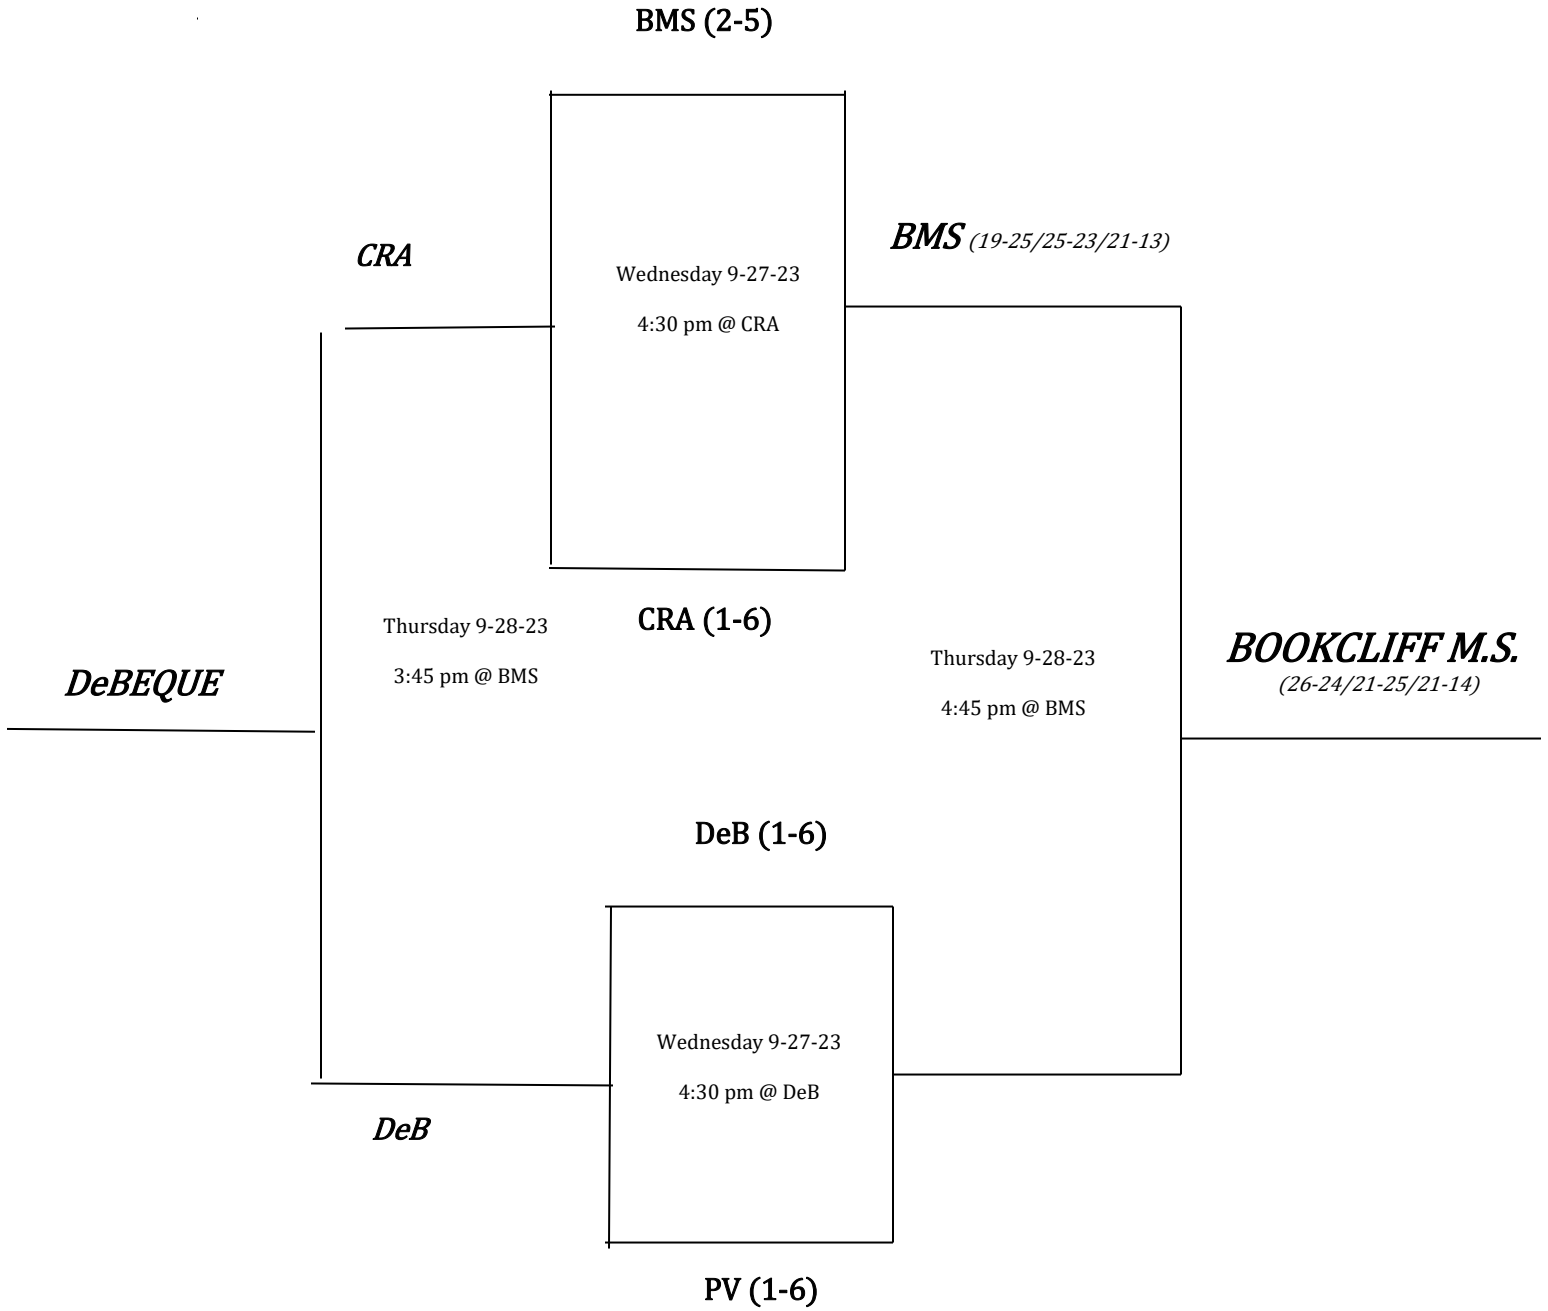 BMS (2-5)
BMS (19-25/25-23/21-13)
CRA
Wednesday 9-27-23
4:30 pm @ CRA
CRA (1-6)
Thursday 9-28-23
3:45 pm @ BMS
BOOKCLIFF M.S.
(26-24/21-25/21-14)
Thursday 9-28-23
4:45 pm @ BMS
DeBEQUE
DeB (1-6)
Wednesday 9-27-23
4:30 pm @ DeB
DeB
PV (1-6)